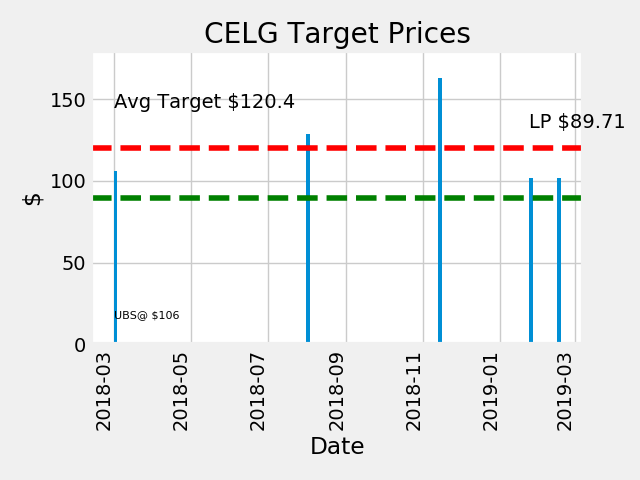 CELG Target Prices
150
100
50
0
$
Avg Target $120.4
LP $89.71
UBS@ $106
2018-03
2018-05
2018-07
2018-09
2018-11
2019-01
2019-03
Date